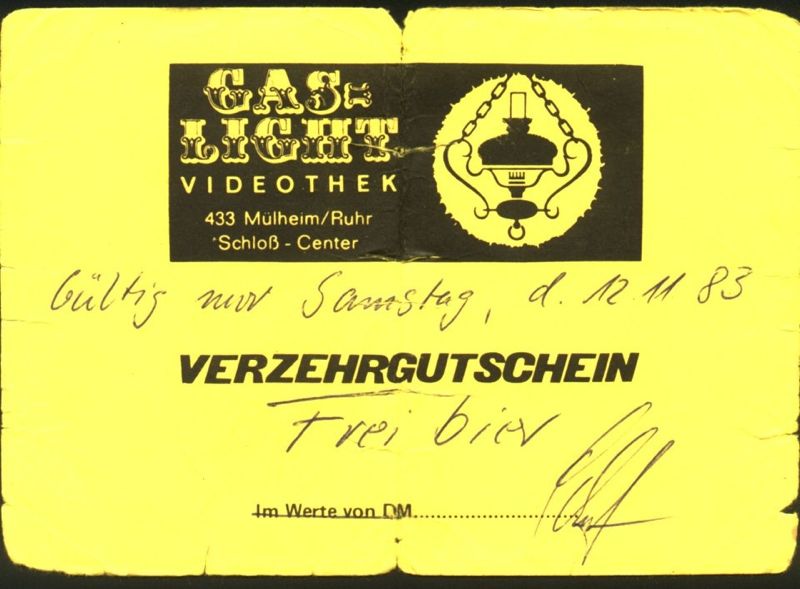 GAS=
LIGHT
VIDEOTHEK
433 Mülheim/Ruhr
Schloß - Center
Gültig nur Samstag, d. 12 11 83
VERZEHRGUTSCHEIN
Frei bier
Im Werte von DM....................